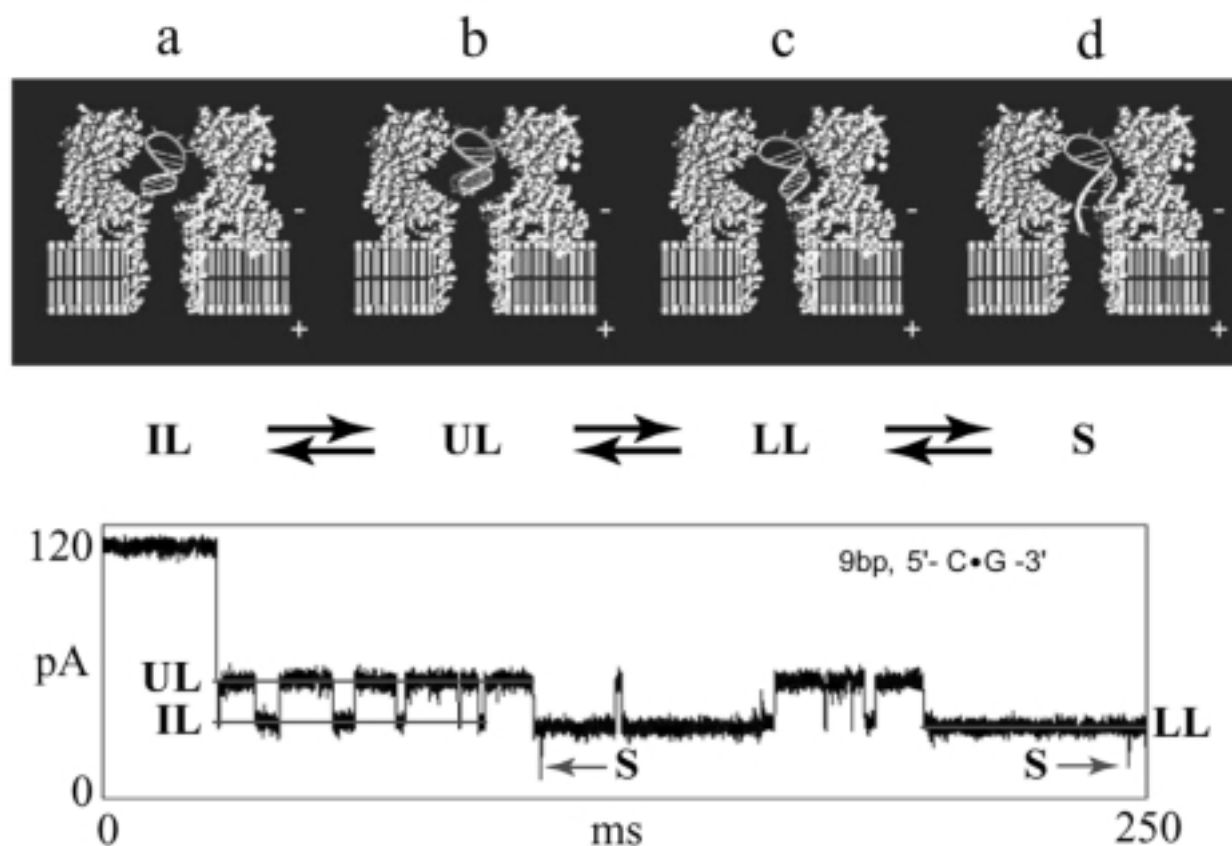 a b c d
- - - -
+ + + +
IL UL LL S
120
9bp, 5'- C•G -3'
pA
UL
IL
LL
S S
0
0 ms 250